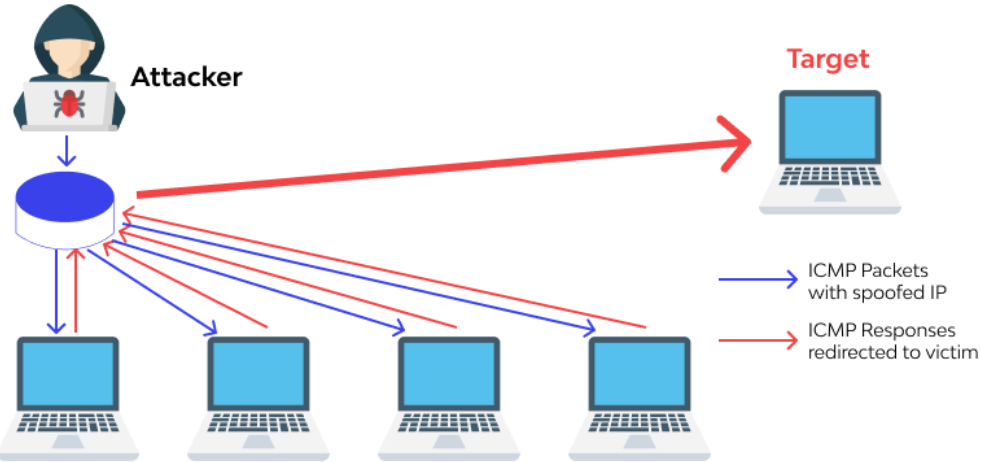 Attacker
Target
ICMP Packets
with spoofed IP
ICMP Responses
redirected to victim